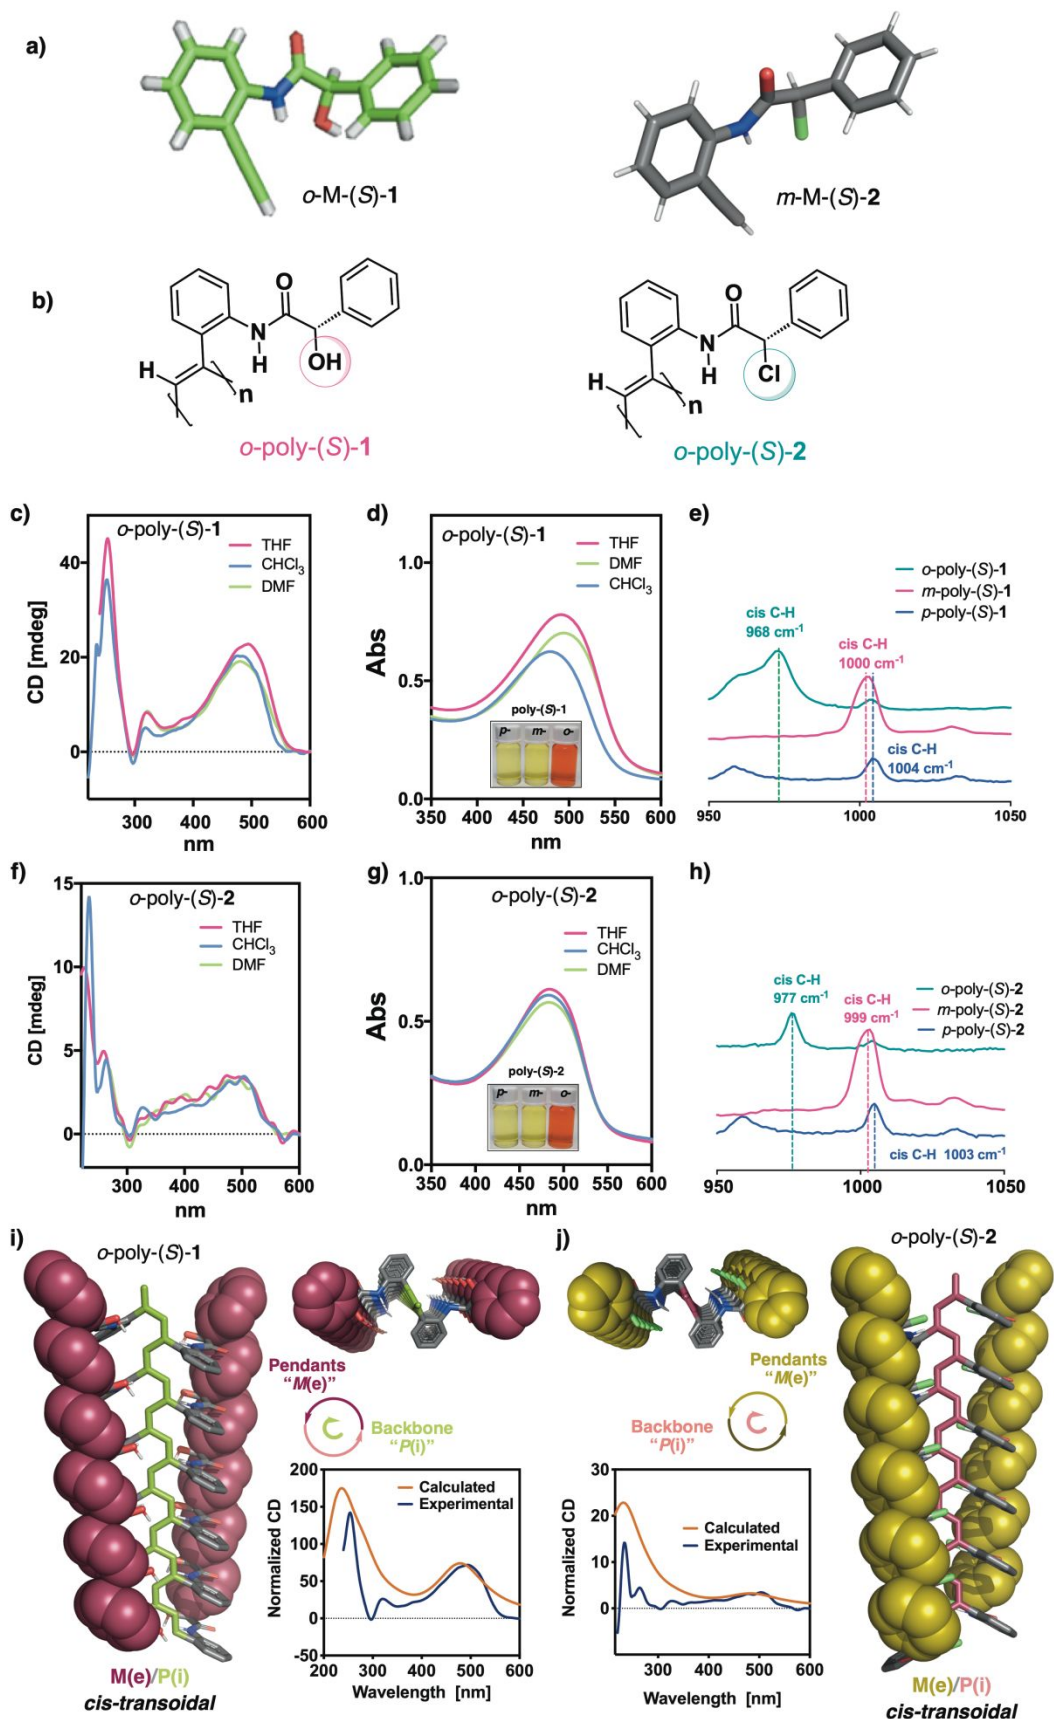 a)
o-M-(S)-1
m-M-(S)-2
b)
O
N
H
OH
H
n
o-poly-(S)-1
O
N
H
Cl
H
n
o-poly-(S)-2
c)
o-poly-(S)-1
THF
CHCl3
DMF
CD [mdeg]
40
20
0
300 400 500 600
nm
d)
o-poly-(S)-1
THF
DMF
CHCl3
Abs
1.0
0.5
0.0
poly-(S)-1
p- m- o-
350 400 450 500 550 600
nm
e)
o-poly-(S)-1
m-poly-(S)-1
p-poly-(S)-1
cis C-H
968 cm-1
cis C-H
1000 cm-1
cis C-H
1004 cm-1
950 1000 1050
f)
o-poly-(S)-2
THF
CHCl3
DMF
CD [mdeg]
15
10
5
0
300 400 500 600
nm
g)
o-poly-(S)-2
THF
CHCl3
DMF
Abs
1.0
0.5
0.0
poly-(S)-2
p- m- o-
350 400 450 500 550 600
nm
h)
o-poly-(S)-2
m-poly-(S)-2
p-poly-(S)-2
cis C-H
977 cm-1
cis C-H
999 cm-1
cis C-H 1003 cm-1
950 1000 1050
i)
o-poly-(S)-1
Pendants
“M(e)”
Backbone
“P(i)”
Normalized CD
200
150
100
50
0
-50
Calculated
Experimental
200 300 400 500 600
Wavelength [nm]
M(e)/P(i)
cis-transoidal
j)
o-poly-(S)-2
Pendants
“M(e)”
Backbone
“P(i)”
Normalized CD
30
20
10
0
Calculated
Experimental
300 400 500 600
Wavelength [nm]
M(e)/P(i)
cis-transoidal